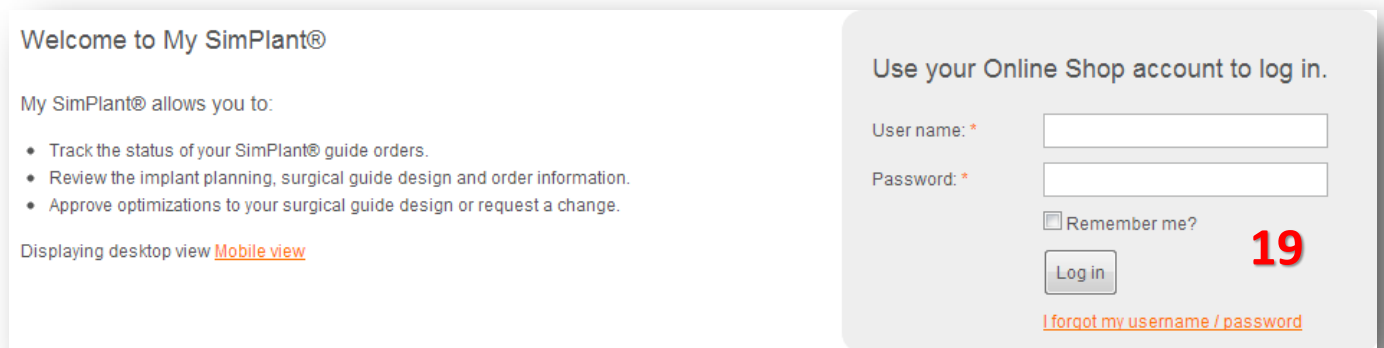 Welcome to My SimPlant®
My SimPlant® allows you to:
• Track the status of your SimPlant® guide orders.
• Review the implant planning, surgical guide design and order information.
• Approve optimizations to your surgical guide design or request a change.
Displaying desktop view Mobile view
Use your Online Shop account to log in.
User name: *
Password: *
Remember me?
19
Log in
I forgot my username / password